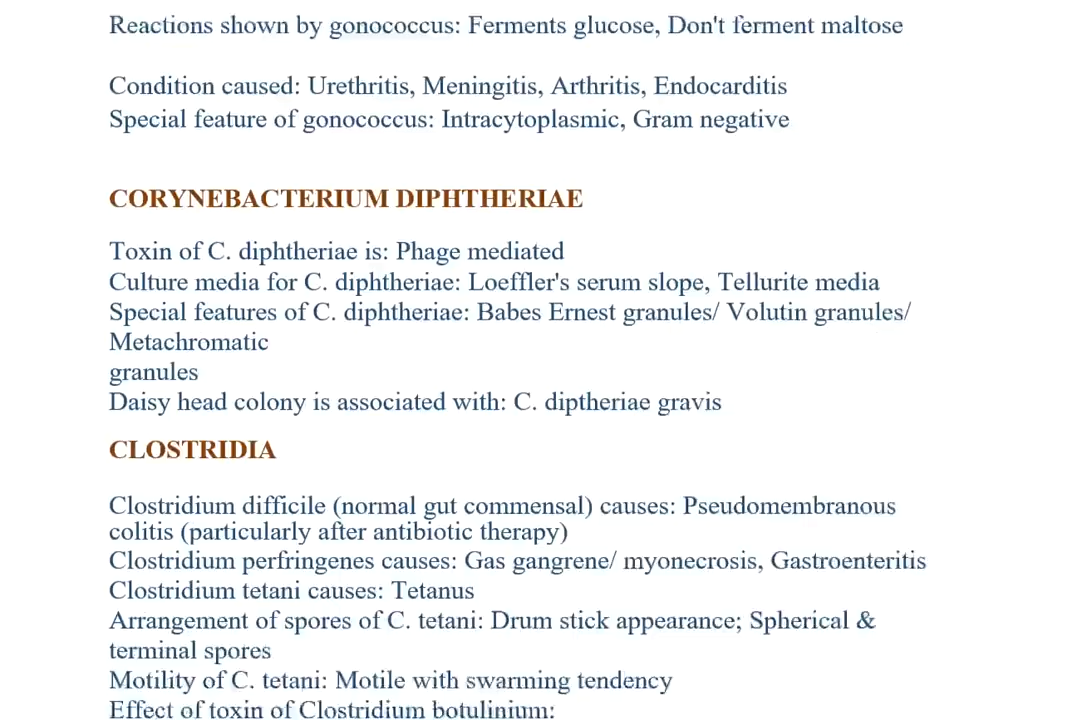 Reactions shown by gonococcus: Ferments glucose, Don't ferment maltose
Condition caused: Urethritis, Meningitis, Arthritis, Endocarditis
Special feature of gonococcus: Intracytoplasmic, Gram negative
CORYNEBACTERIUM DIPHTHERIAE
Toxin of C. diphtheriae is: Phage mediated
Culture media for C. diphtheriae: Loeffler's serum slope, Tellurite media
Special features of C. diphtheriae: Babes Ernest granules/ Volutin granules/
Metachromatic
granules
Daisy head colony is associated with: C. diptheriae gravis
CLOSTRIDIA
Clostridium difficile (normal gut commensal) causes: Pseudomembranous
colitis (particularly after antibiotic therapy)
Clostridium perfringenes causes: Gas gangrene/ myonecrosis, Gastroenteritis
Clostridium tetani causes: Tetanus
Arrangement of spores of C. tetani: Drum stick appearance; Spherical &
terminal spores
Motility of C. tetani: Motile with swarming tendency
Effect of toxin of Clostridium botulinium: